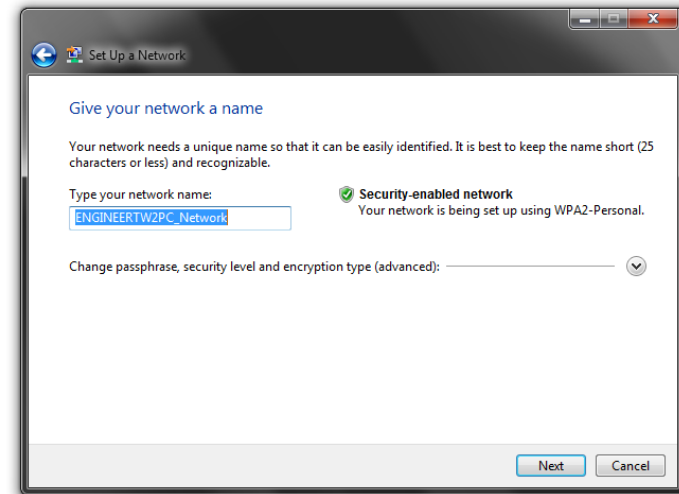 Set Up a Network
Give your network a name
Your network needs a unique name so that it can be easily identified. It is best to keep the name short (25
characters or less) and recognizable.
Type your network name:
Security-enabled network
ENGINEERTW2PC_Network
Your network is being set up using WPA2-Personal.
Change passphrase, security level and encryption type (advanced):
Next
Cancel